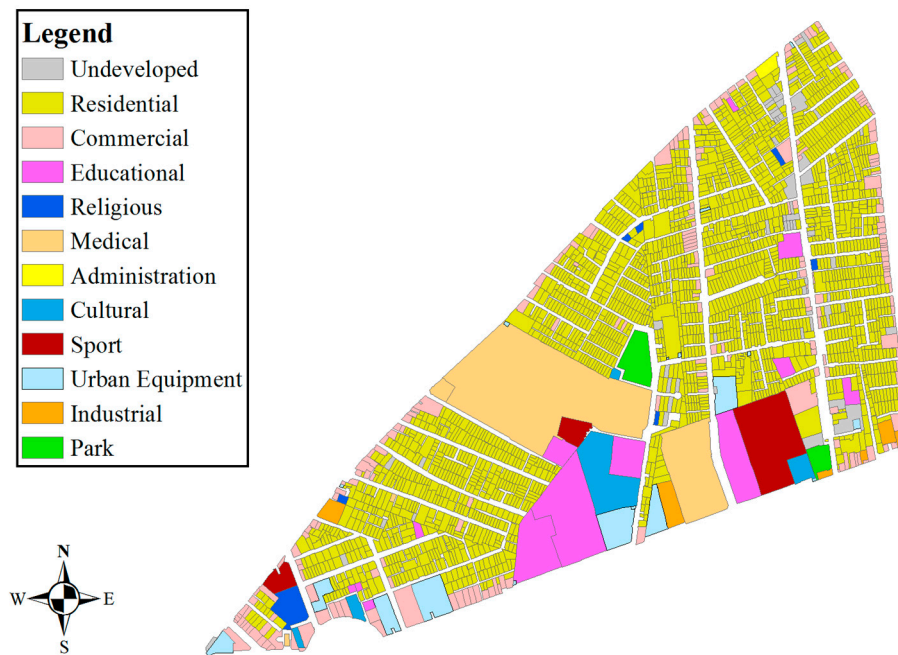 Legend
Undeveloped
Residential
Commercial
Educational
Religious
Medical
Administration
Cultural
Sport
Urban Equipment
Industrial
Park
N
W E
S